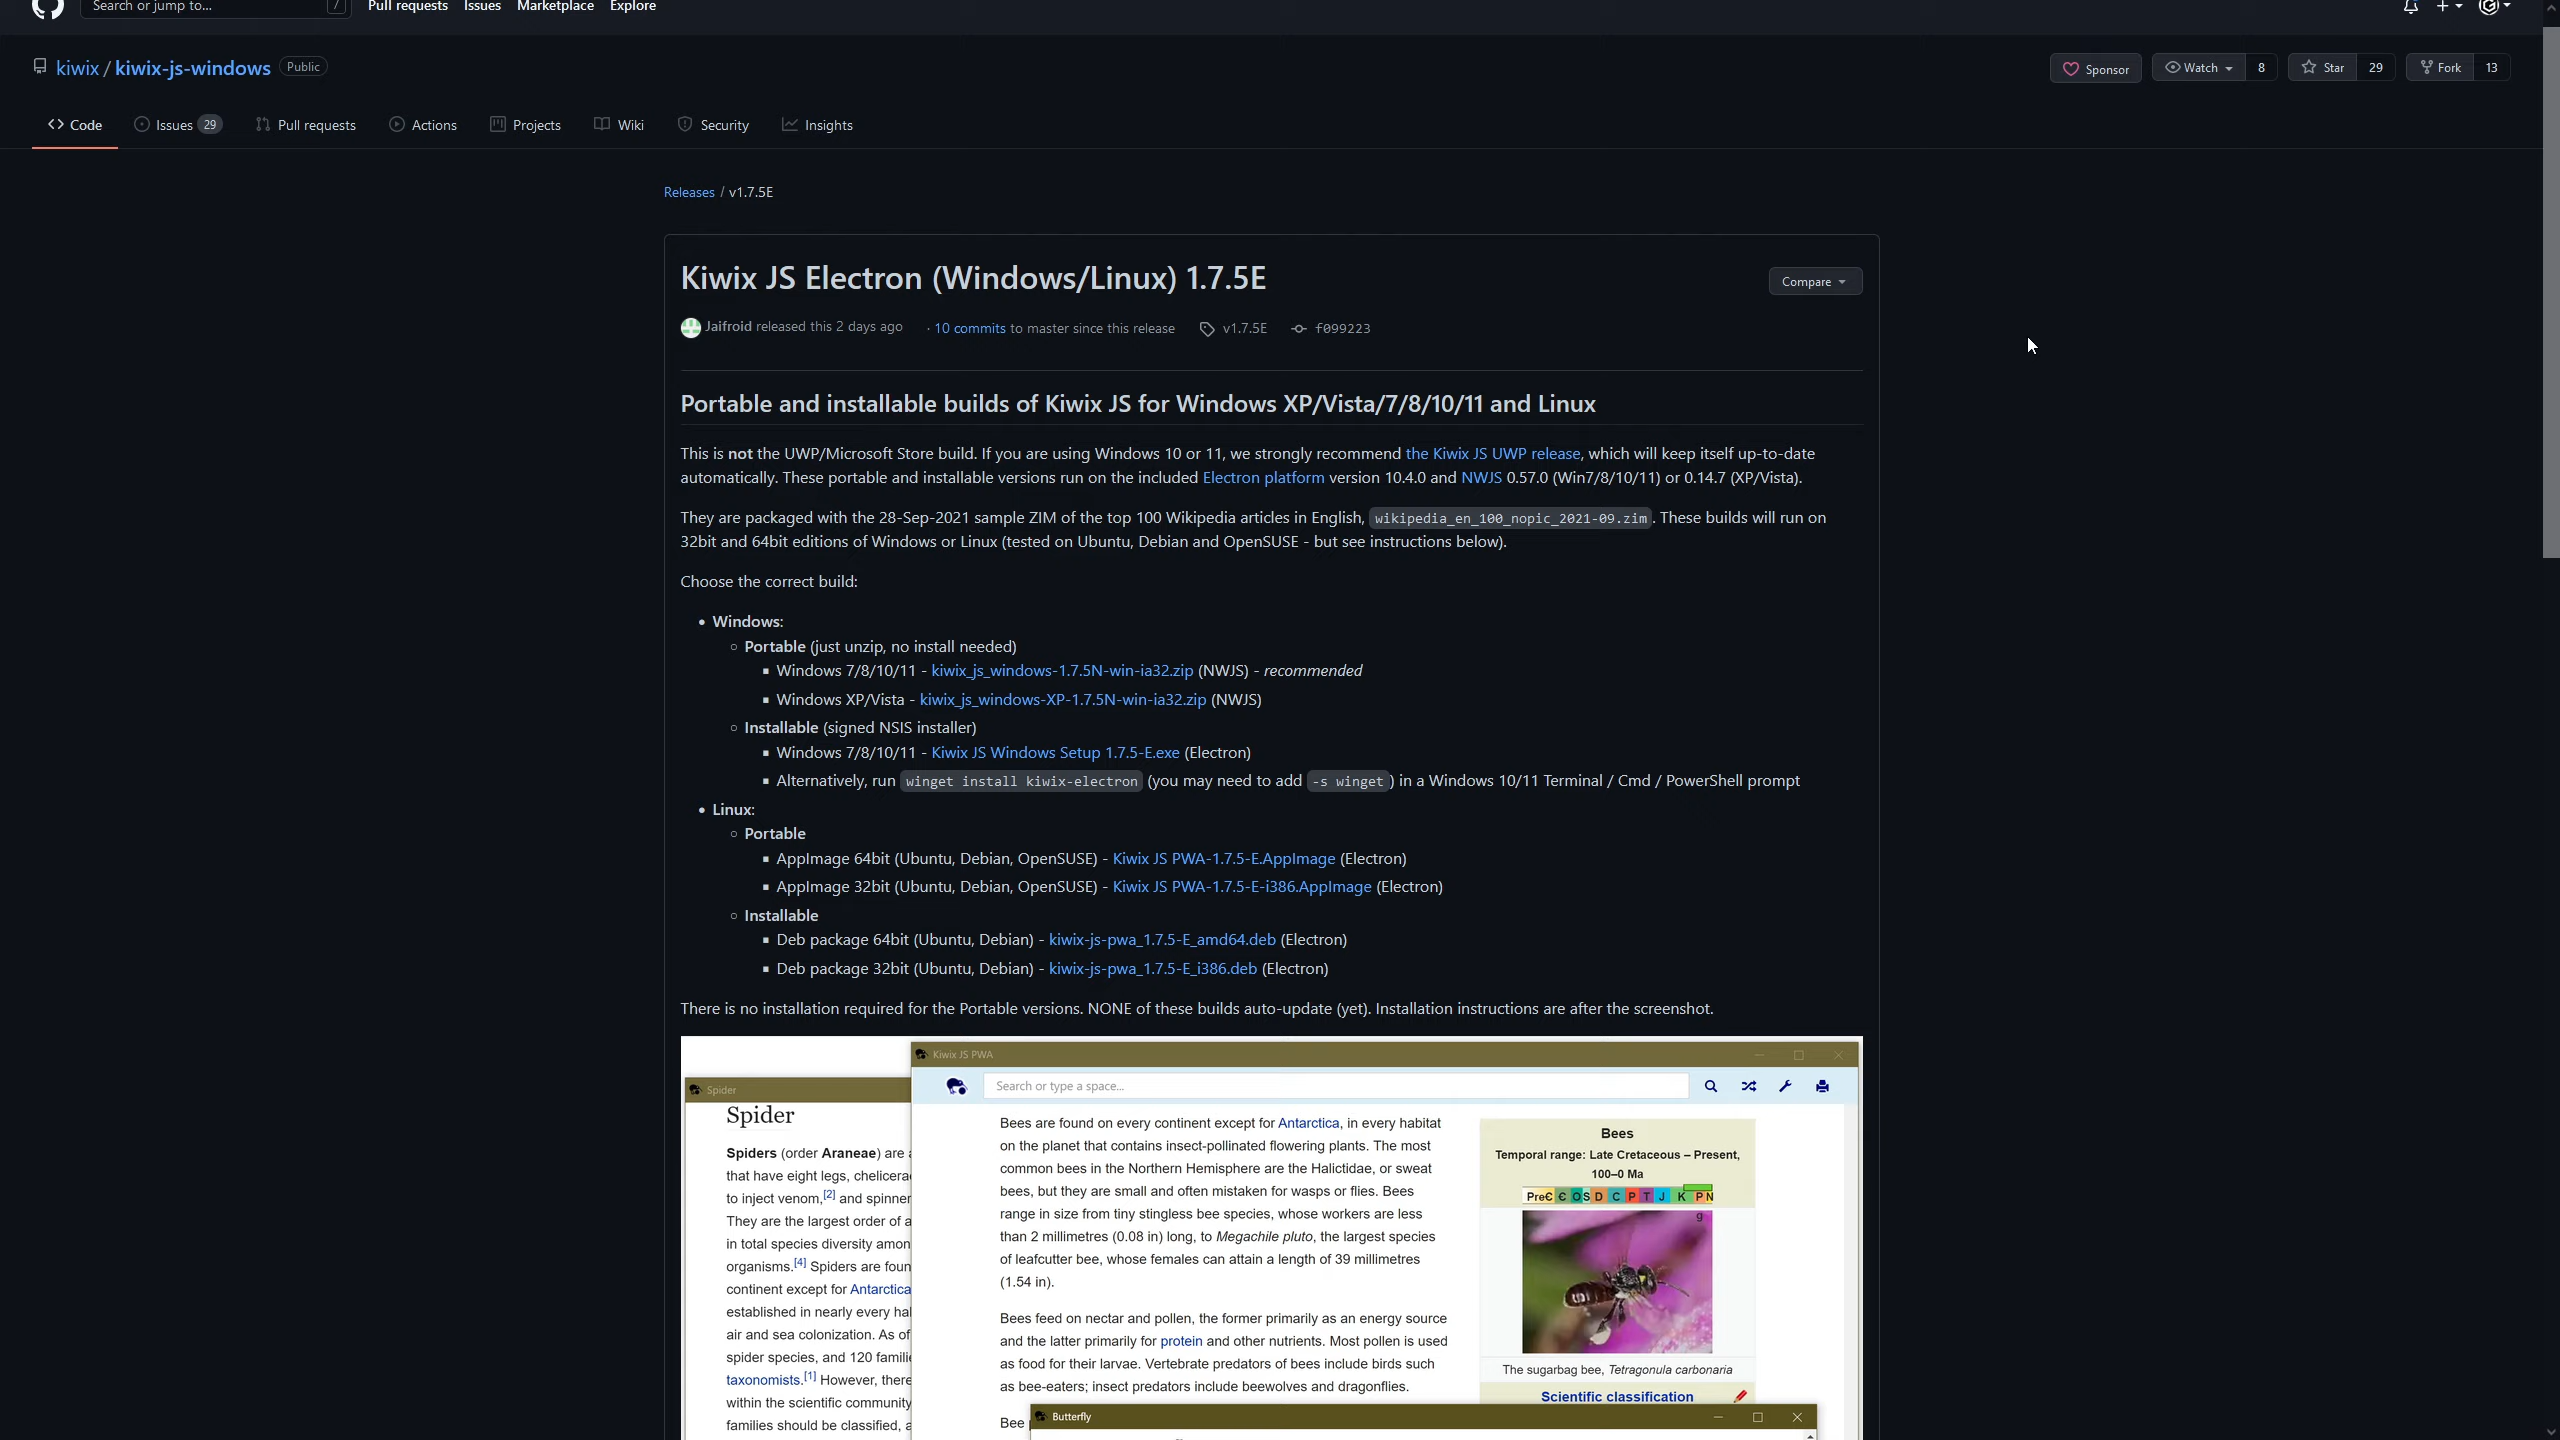 Search or jump to... / Pull requests Issues Marketplace Explore
kiwix / kiwix-js-windows Public Sponsor Watch 8 Star 29 Fork 13
Code Issues 29 Pull requests Actions Projects Wiki Security Insights
Releases / v1.7.5E
Kiwix JS Electron (Windows/Linux) 1.7.5E Compare
Jaifroid released this 2 days ago · 10 commits to master since this release v1.7.5E f099223
Portable and installable builds of Kiwix JS for Windows XP/Vista/7/8/10/11 and Linux
This is not the UWP/Microsoft Store build. If you are using Windows 10 or 11, we strongly recommend the Kiwix JS UWP release, which will keep itself up-to-date
automatically. These portable and installable versions run on the included Electron platform version 10.4.0 and NWJS 0.57.0 (Win7/8/10/11) or 0.14.7 (XP/Vista).
They are packaged with the 28-Sep-2021 sample ZIM of the top 100 Wikipedia articles in English, wikipedia_en_100_nopic_2021-09.zim. These builds will run on
32bit and 64bit editions of Windows or Linux (tested on Ubuntu, Debian and OpenSUSE - but see instructions below).
Choose the correct build:
• Windows:
○ Portable (just unzip, no install needed)
▪ Windows 7/8/10/11 - kiwix_js_windows-1.7.5N-win-ia32.zip (NWJS) - recommended
▪ Windows XP/Vista - kiwix_js_windows-XP-1.7.5N-win-ia32.zip (NWJS)
○ Installable (signed NSIS installer)
▪ Windows 7/8/10/11 - Kiwix JS Windows Setup 1.7.5-E.exe (Electron)
▪ Alternatively, run winget install kiwix-electron (you may need to add -s winget) in a Windows 10/11 Terminal / Cmd / PowerShell prompt
• Linux:
○ Portable
▪ AppImage 64bit (Ubuntu, Debian, OpenSUSE) - Kiwix JS PWA-1.7.5-E.AppImage (Electron)
▪ AppImage 32bit (Ubuntu, Debian, OpenSUSE) - Kiwix JS PWA-1.7.5-E-i386.AppImage (Electron)
○ Installable
▪ Deb package 64bit (Ubuntu, Debian) - kiwix-js-pwa_1.7.5-E_amd64.deb (Electron)
▪ Deb package 32bit (Ubuntu, Debian) - kiwix-js-pwa_1.7.5-E_i386.deb (Electron)
There is no installation required for the Portable versions. NONE of these builds auto-update (yet). Installation instructions are after the screenshot.
Spider
Spider
Spiders (order Araneae) are
that have eight legs, chelicera
to inject venom,[2] and spinner
They are the largest order of a
in total species diversity amon
organisms.[4] Spiders are foun
continent except for Antarctica
established in nearly every hal
air and sea colonization. As of
spider species, and 120 famili
taxonomists.[1] However, there
within the scientific community
families should be classified, a
Kiwix JS PWA
Search or type a space...
Bees are found on every continent except for Antarctica, in every habitat
on the planet that contains insect-pollinated flowering plants. The most
common bees in the Northern Hemisphere are the Halictidae, or sweat
bees, but they are small and often mistaken for wasps or flies. Bees
range in size from tiny stingless bee species, whose workers are less
than 2 millimetres (0.08 in) long, to Megachile pluto, the largest species
of leafcutter bee, whose females can attain a length of 39 millimetres
(1.54 in).
Bees feed on nectar and pollen, the former primarily as an energy source
and the latter primarily for protein and other nutrients. Most pollen is used
as food for their larvae. Vertebrate predators of bees include birds such
as bee-eaters; insect predators include beewolves and dragonflies.
Bee
Bees
Temporal range: Late Cretaceous – Present,
100–0 Ma
PreꞒ Ꞓ O S D C P T J K Pg N
The sugarbag bee, Tetragonula carbonaria
Scientific classification
Butterfly